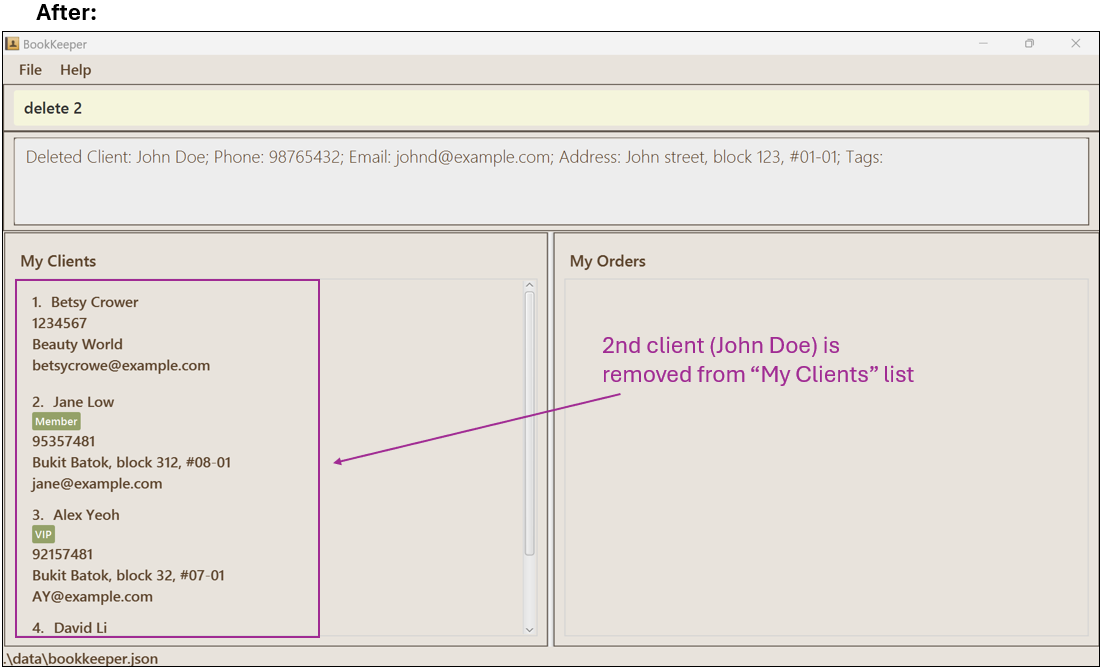 After:
BookKeeper
File Help
delete 2
Deleted Client: John Doe; Phone: 98765432; Email: johnd@example.com; Address: John street, block 123, #01-01; Tags:
My Clients
1. Betsy Crower
1234567
Beauty World
betsycrowe@example.com
2. Jane Low
Member
95357481
Bukit Batok, block 312, #08-01
jane@example.com
3. Alex Yeoh
VIP
92157481
Bukit Batok, block 32, #07-01
AY@example.com
4. David Li
My Orders
2nd client (John Doe) is
removed from “My Clients” list
.\data\bookkeeper.json